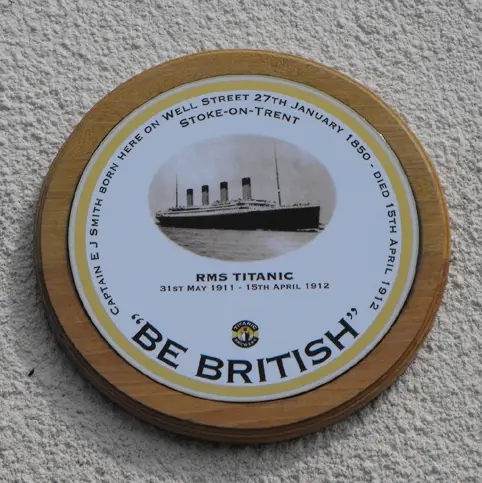 CAPTAIN E J SMITH BORN HERE ON WELL STREET 27TH JANUARY 1850 - DIED 15TH APRIL 1912
STOKE-ON-TRENT
RMS TITANIC
31ST MAY 1911 - 15TH APRIL 1912
TITANIC
"BE BRITISH"